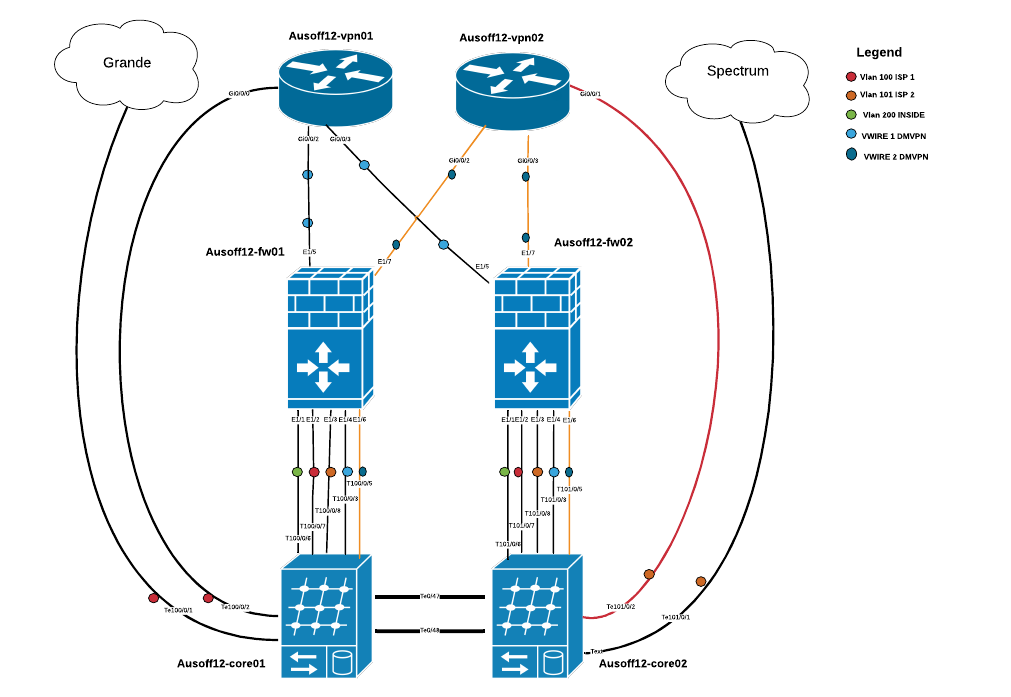 Ausoff12-vpn01
Ausoff12-vpn02
Grande
Spectrum
Legend
Vlan 100 ISP 1
Vlan 101 ISP 2
Vlan 200 INSIDE
VWIRE 1 DMVPN
VWIRE 2 DMVPN
Gi0/0/0
Gi0/0/1
Gi0/0/2
Gi0/0/3
Gi0/0/2
Gi0/0/3
Ausoff12-fw01
Ausoff12-fw02
E1/5
E1/7
E1/5
E1/7
E1/1
E1/2
E1/3
E1/4
E1/6
E1/1
E1/2
E1/3
E1/4
E1/6
T100/0/5
T100/0/3
T100/0/8
T100/0/7
T100/0/6
T101/0/5
T101/0/3
T101/0/8
T101/0/7
T101/0/6
Te100/0/1
Te100/0/2
Te0/47
Te0/48
Te101/0/2
Te101/0/1
Text
Ausoff12-core01
Ausoff12-core02